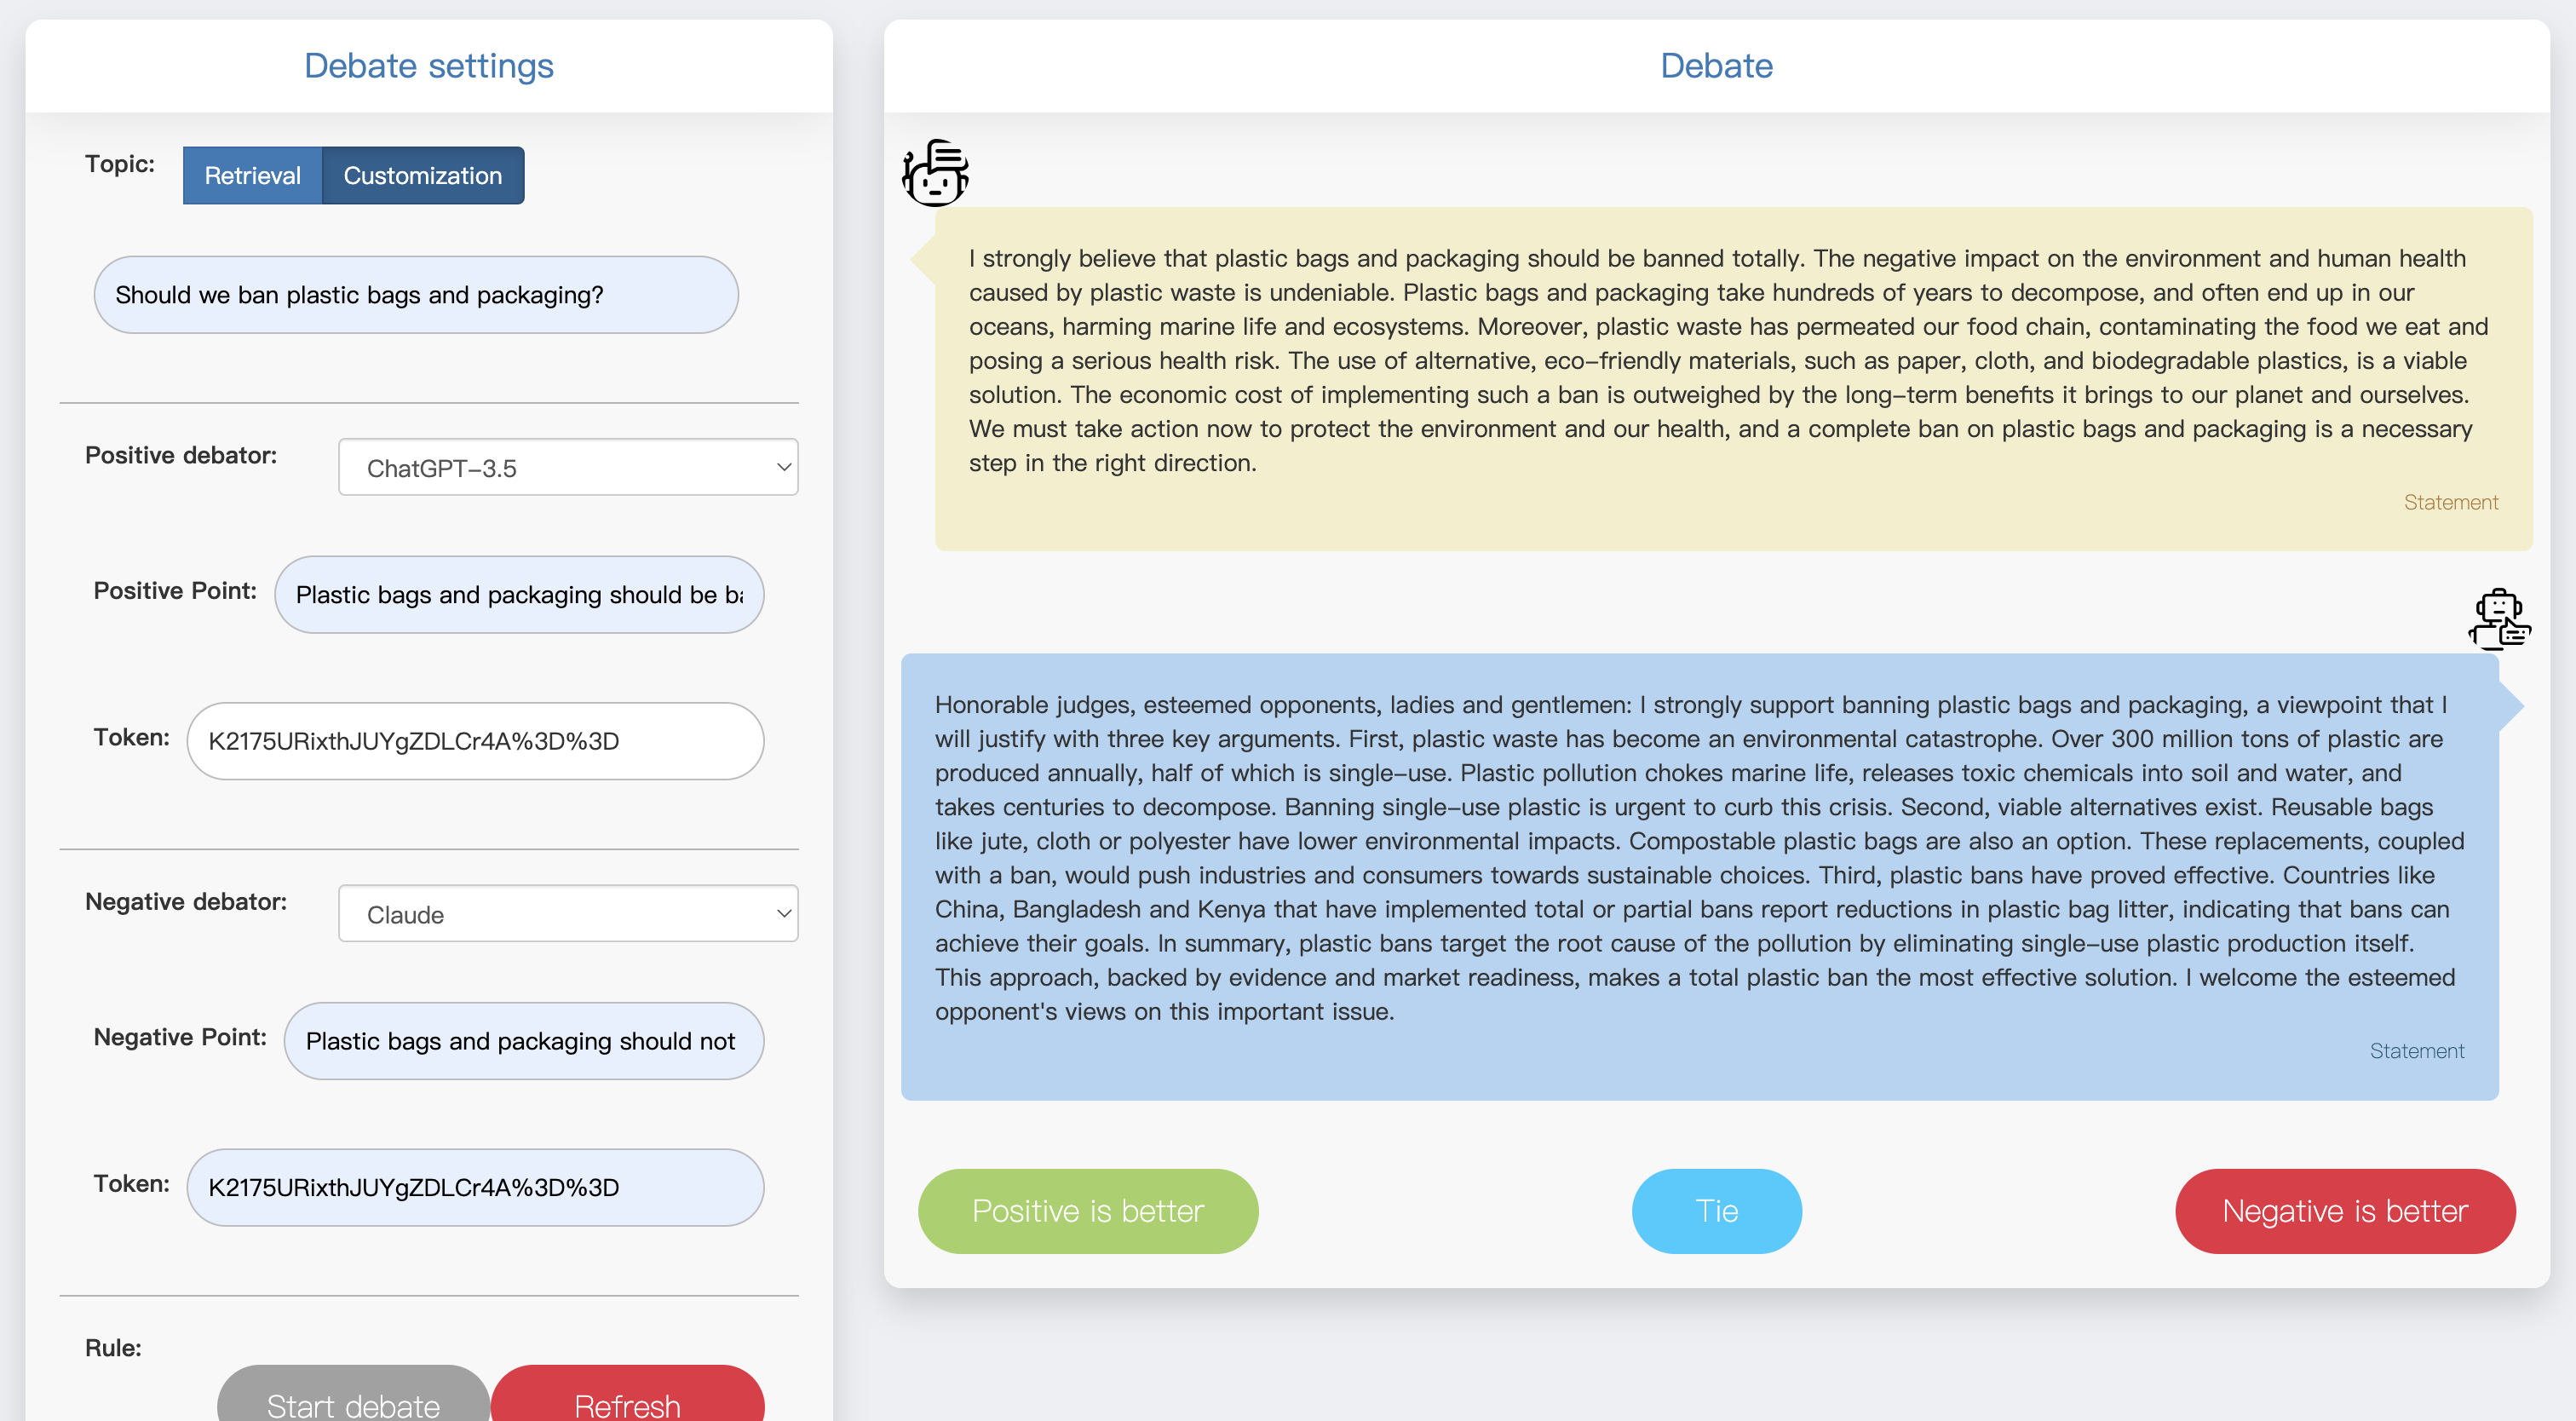 Debate settings
Topic:
Retrieval
Customization
Should we ban plastic bags and packaging?
Positive debator:
ChatGPT-3.5
Positive Point:
Plastic bags and packaging should be
Token:
K2175URixthJUYgZDLCr4A%3D%3D
Negative debator:
Claude
Negative Point:
Plastic bags and packaging should not
Token:
K2175URixthJUYgZDLCr4A%3D%3D
Rule:
Start debate
Refresh
Debate
I strongly believe that plastic bags and packaging should be banned totally. The negative impact on the environment and human health
caused by plastic waste is undeniable. Plastic bags and packaging take hundreds of years to decompose, and often end up in our
oceans, harming marine life and ecosystems. Moreover, plastic waste has permeated our food chain, contaminating the food we eat and
posing a serious health risk. The use of alternative, eco-friendly materials, such as paper, cloth, and biodegradable plastics, is a viable
solution. The economic cost of implementing such a ban is outweighed by the long-term benefits it brings to our planet and ourselves.
We must take action now to protect the environment and our health, and a complete ban on plastic bags and packaging is a necessary
step in the right direction.
Statement
Honorable judges, esteemed opponents, ladies and gentlemen: I strongly support banning plastic bags and packaging, a viewpoint that I
will justify with three key arguments. First, plastic waste has become an environmental catastrophe. Over 300 million tons of plastic are
produced annually, half of which is single-use. Plastic pollution chokes marine life, releases toxic chemicals into soil and water, and
takes centuries to decompose. Banning single-use plastic is urgent to curb this crisis. Second, viable alternatives exist. Reusable bags
like jute, cloth or polyester have lower environmental impacts. Compostable plastic bags are also an option. These replacements, coupled
with a ban, would push industries and consumers towards sustainable choices. Third, plastic bans have proved effective. Countries like
China, Bangladesh and Kenya that have implemented total or partial bans report reductions in plastic bag litter, indicating that bans can
achieve their goals. In summary, plastic bans target the root cause of the pollution by eliminating single-use plastic production itself.
This approach, backed by evidence and market readiness, makes a total plastic ban the most effective solution. I welcome the esteemed
opponent's views on this important issue.
Statement
Positive is better
Tie
Negative is better